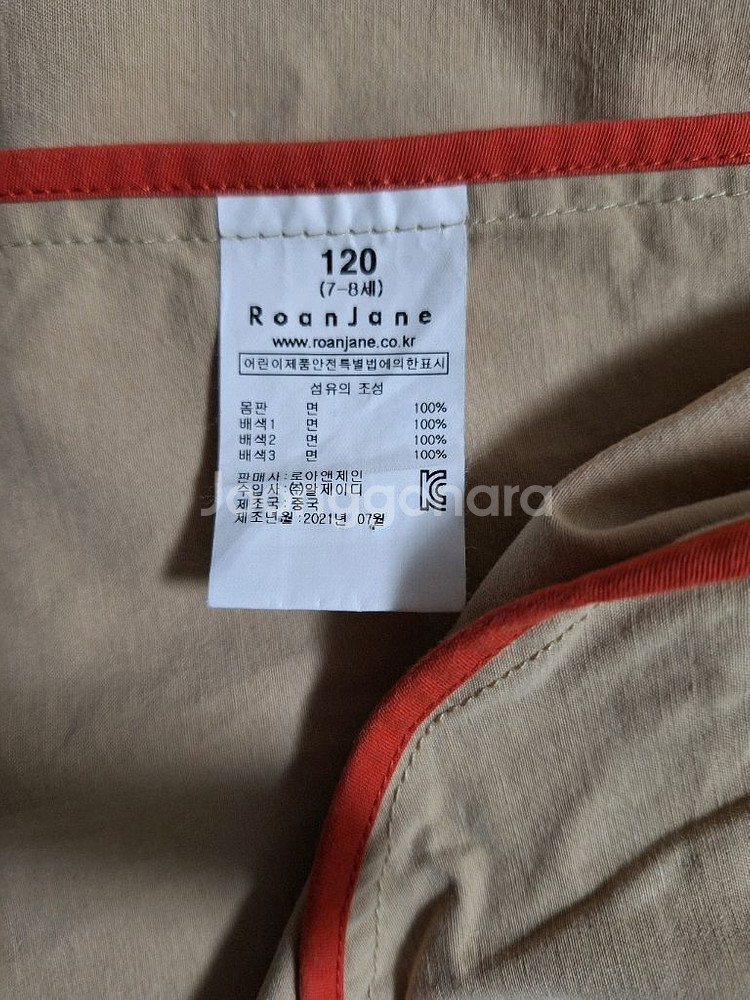 120
(7-8세)
RoanJane
www.roanjane.co.kr
어린이제품안전특별법에의한표시
섬유의 조성
몸판 면 100%
배색1 면 100%
배색2 면 100%
배색3 면 100%
판매사 : 로아앤제인
수입사 : ㈜알제이디
제조국 : 중국
제조년월 : 2021년 07월
Joonggonara